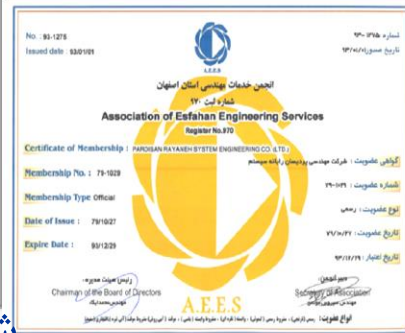 No. : 93-1275
شماره : ۱۲۷۵-۹۳
Issued date : 93/01/01
تاریخ صدور: ۹۳/۰۱/۰۱
A.E.E.S
انجمن خدمات مهندسی استان اصفهان
شماره ثبت ۹۷۰
Association of Esfahan Engineering Services
Register No.970
Certificate of Membership : PARDISAN RAYANEH SYSTEM ENGINEERING CO. (LTD.)
گواهی عضویت : شرکت مهندسی پردیسان رایانه سیستم
Membership No. : 79-1029
شماره عضویت : ۱۰۲۹-۷۹
Membership Type Official
نوع عضویت : رسمی
Date of Issue : 79/10/27
تاریخ عضویت : ۷۹/۱۰/۲۷
Expire Date : 93/12/29
تاریخ اعتبار : ۹۳/۱۲/۲۹
رئیس هیئت مدیره
دبیر انجمن
Chairman of the Board of Directors
Secretary of Association
A.E.E.S
انواع عضویت :